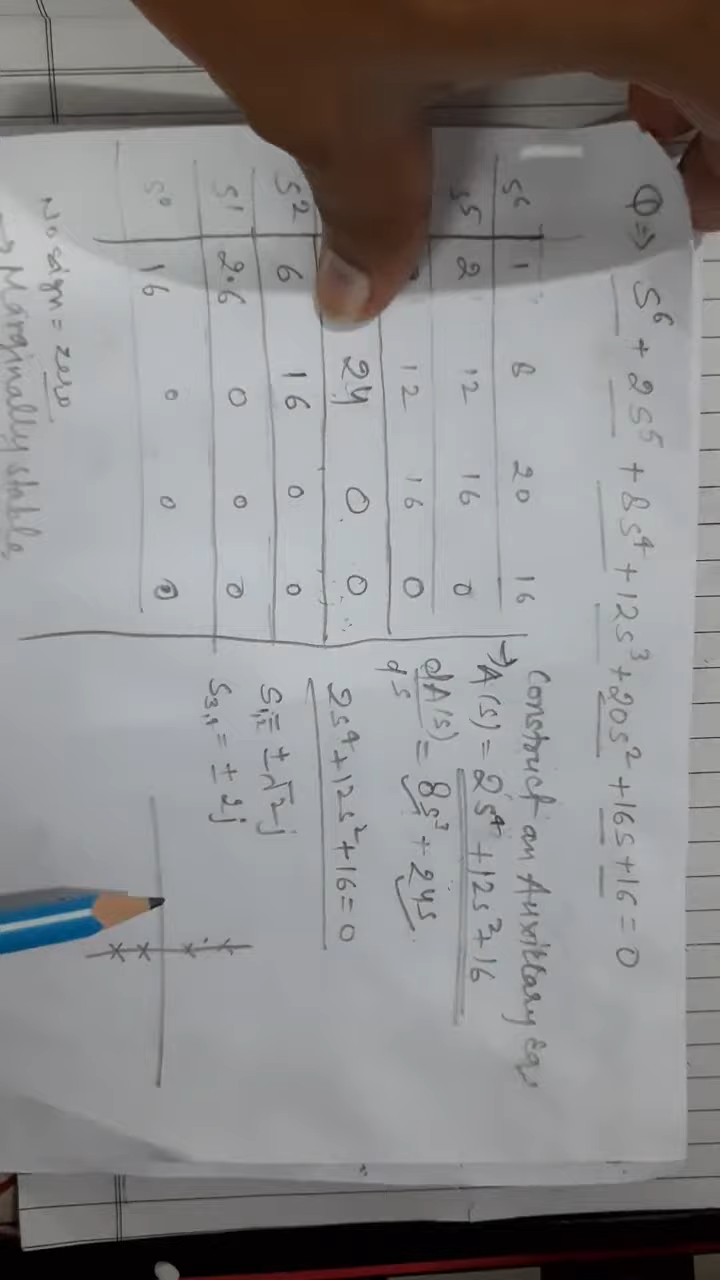 Q⇒ S⁶ + 2S⁵ + 8S⁴ + 12S³ + 20S² + 16S + 16 = 0
S⁶ 1 8 20 16
S⁵ 2 12 16 0
12 16 0
24 0 0
S² 6 16 0 0
S¹ 2.6 0 0 0
S⁰ 16 0 0 0
No sign = zero
→ Marginally stable
Construct an Auxillary eqn
→ A(S) = 2S⁴ + 12S² + 16
dA(S)/dS = 8S³ + 24S
2S⁴ + 12S² + 16 = 0
S₁,₂ = ± √2j
S₃,₄ = ± 2j